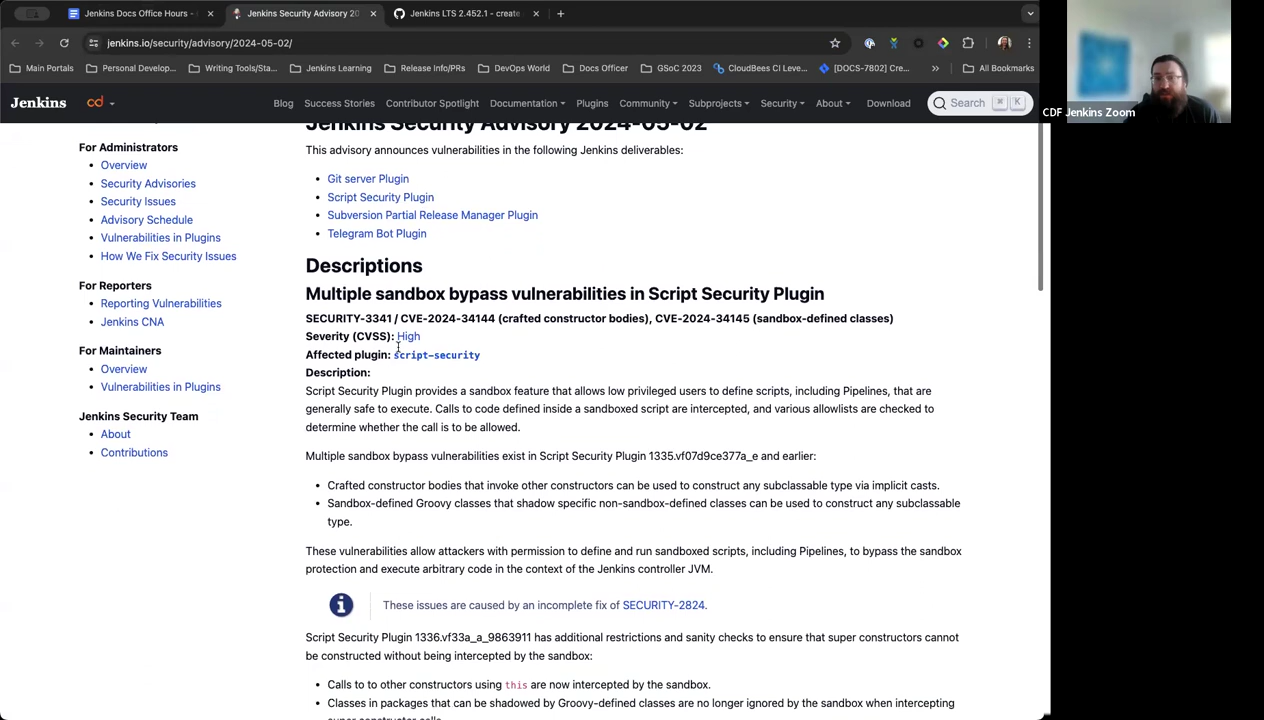 Jenkins Docs Office Hours -
Jenkins Security Advisory 20
Jenkins LTS 2.452.1 - create
jenkins.io/security/advisory/2024-05-02/
Main Portals
Personal Develop...
Writing Tools/Sta...
Jenkins Learning
Release Info/PRs
DevOps World
Docs Officer
GSoC 2023
CloudBees CI Leve...
[DOCS-7802] Cre...
»
All Bookmarks
Jenkins
cd
Blog
Success Stories
Contributor Spotlight
Documentation
Plugins
Community
Subprojects
Security
About
Download
Search
⌘
K
CDF Jenkins Zoom
Jenkins Security Advisory 2024-05-02
This advisory announces vulnerabilities in the following Jenkins deliverables:
• Git server Plugin
• Script Security Plugin
• Subversion Partial Release Manager Plugin
• Telegram Bot Plugin
For Administrators
• Overview
• Security Advisories
• Security Issues
• Advisory Schedule
• Vulnerabilities in Plugins
• How We Fix Security Issues
For Reporters
• Reporting Vulnerabilities
• Jenkins CNA
For Maintainers
• Overview
• Vulnerabilities in Plugins
Jenkins Security Team
• About
• Contributions
Descriptions
Multiple sandbox bypass vulnerabilities in Script Security Plugin
SECURITY-3341 / CVE-2024-34144 (crafted constructor bodies), CVE-2024-34145 (sandbox-defined classes)
Severity (CVSS): High
Affected plugin: script-security
Description:
Script Security Plugin provides a sandbox feature that allows low privileged users to define scripts, including Pipelines, that are
generally safe to execute. Calls to code defined inside a sandboxed script are intercepted, and various allowlists are checked to
determine whether the call is to be allowed.
Multiple sandbox bypass vulnerabilities exist in Script Security Plugin 1335.vf07d9ce377a_e and earlier:
• Crafted constructor bodies that invoke other constructors can be used to construct any subclassable type via implicit casts.
• Sandbox-defined Groovy classes that shadow specific non-sandbox-defined classes can be used to construct any subclassable
type.
These vulnerabilities allow attackers with permission to define and run sandboxed scripts, including Pipelines, to bypass the sandbox
protection and execute arbitrary code in the context of the Jenkins controller JVM.
These issues are caused by an incomplete fix of SECURITY-2824.
Script Security Plugin 1336.vf33a_a_9863911 has additional restrictions and sanity checks to ensure that super constructors cannot
be constructed without being intercepted by the sandbox:
• Calls to to other constructors using this are now intercepted by the sandbox.
• Classes in packages that can be shadowed by Groovy-defined classes are no longer ignored by the sandbox when intercepting
super constructor calls.